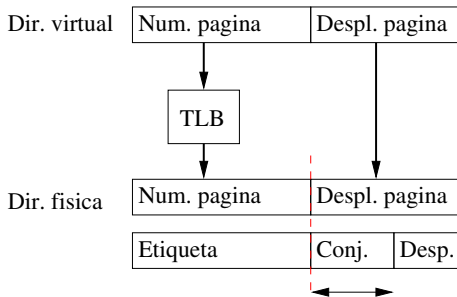 Dir. virtual Num. pagina Despl. pagina
TLB
Dir. fisica Num. pagina Despl. pagina
Etiqueta Conj. Desp.